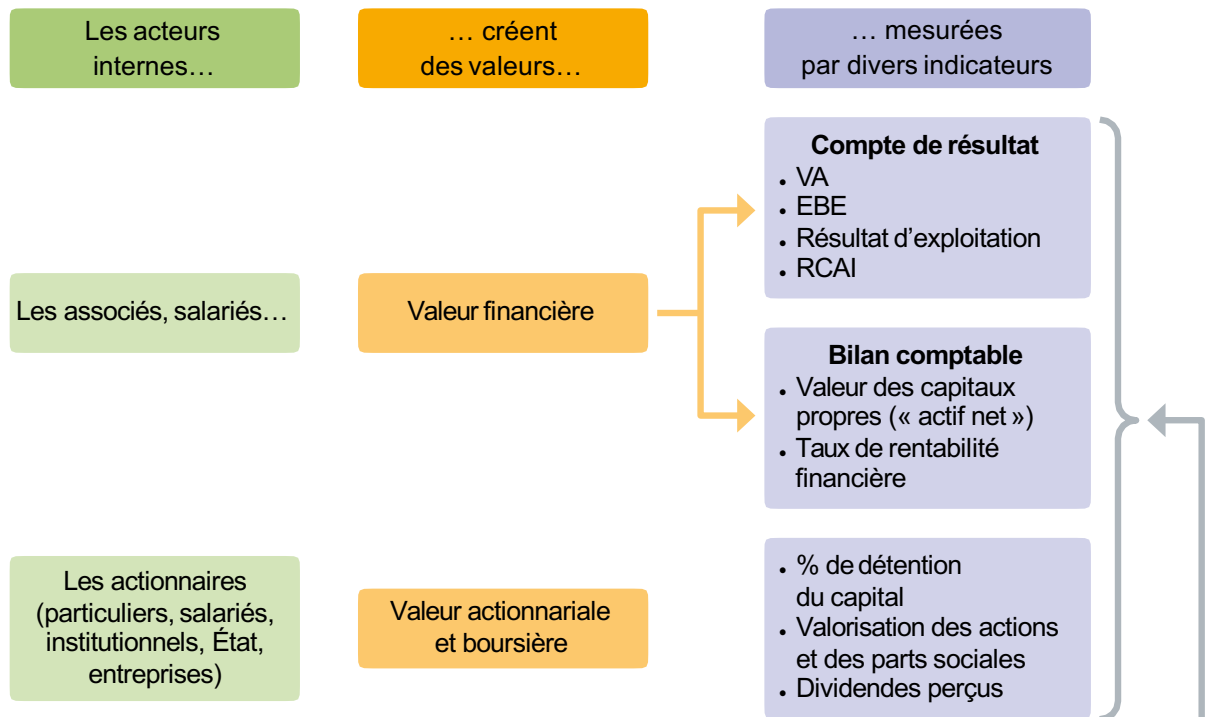 Les acteurs
internes…
… créent
des valeurs…
… mesurées
par divers indicateurs
Les associés, salariés…
Valeur financière
Compte de résultat
• VA
• EBE
• Résultat d’exploitation
• RCAI
Bilan comptable
• Valeur des capitaux
propres (« actif net »)
• Taux de rentabilité
financière
Les actionnaires
(particuliers, salariés,
institutionnels, État,
entreprises)
Valeur actionnariale
et boursière
• % de détention
du capital
• Valorisation des actions
et des parts sociales
• Dividendes perçus